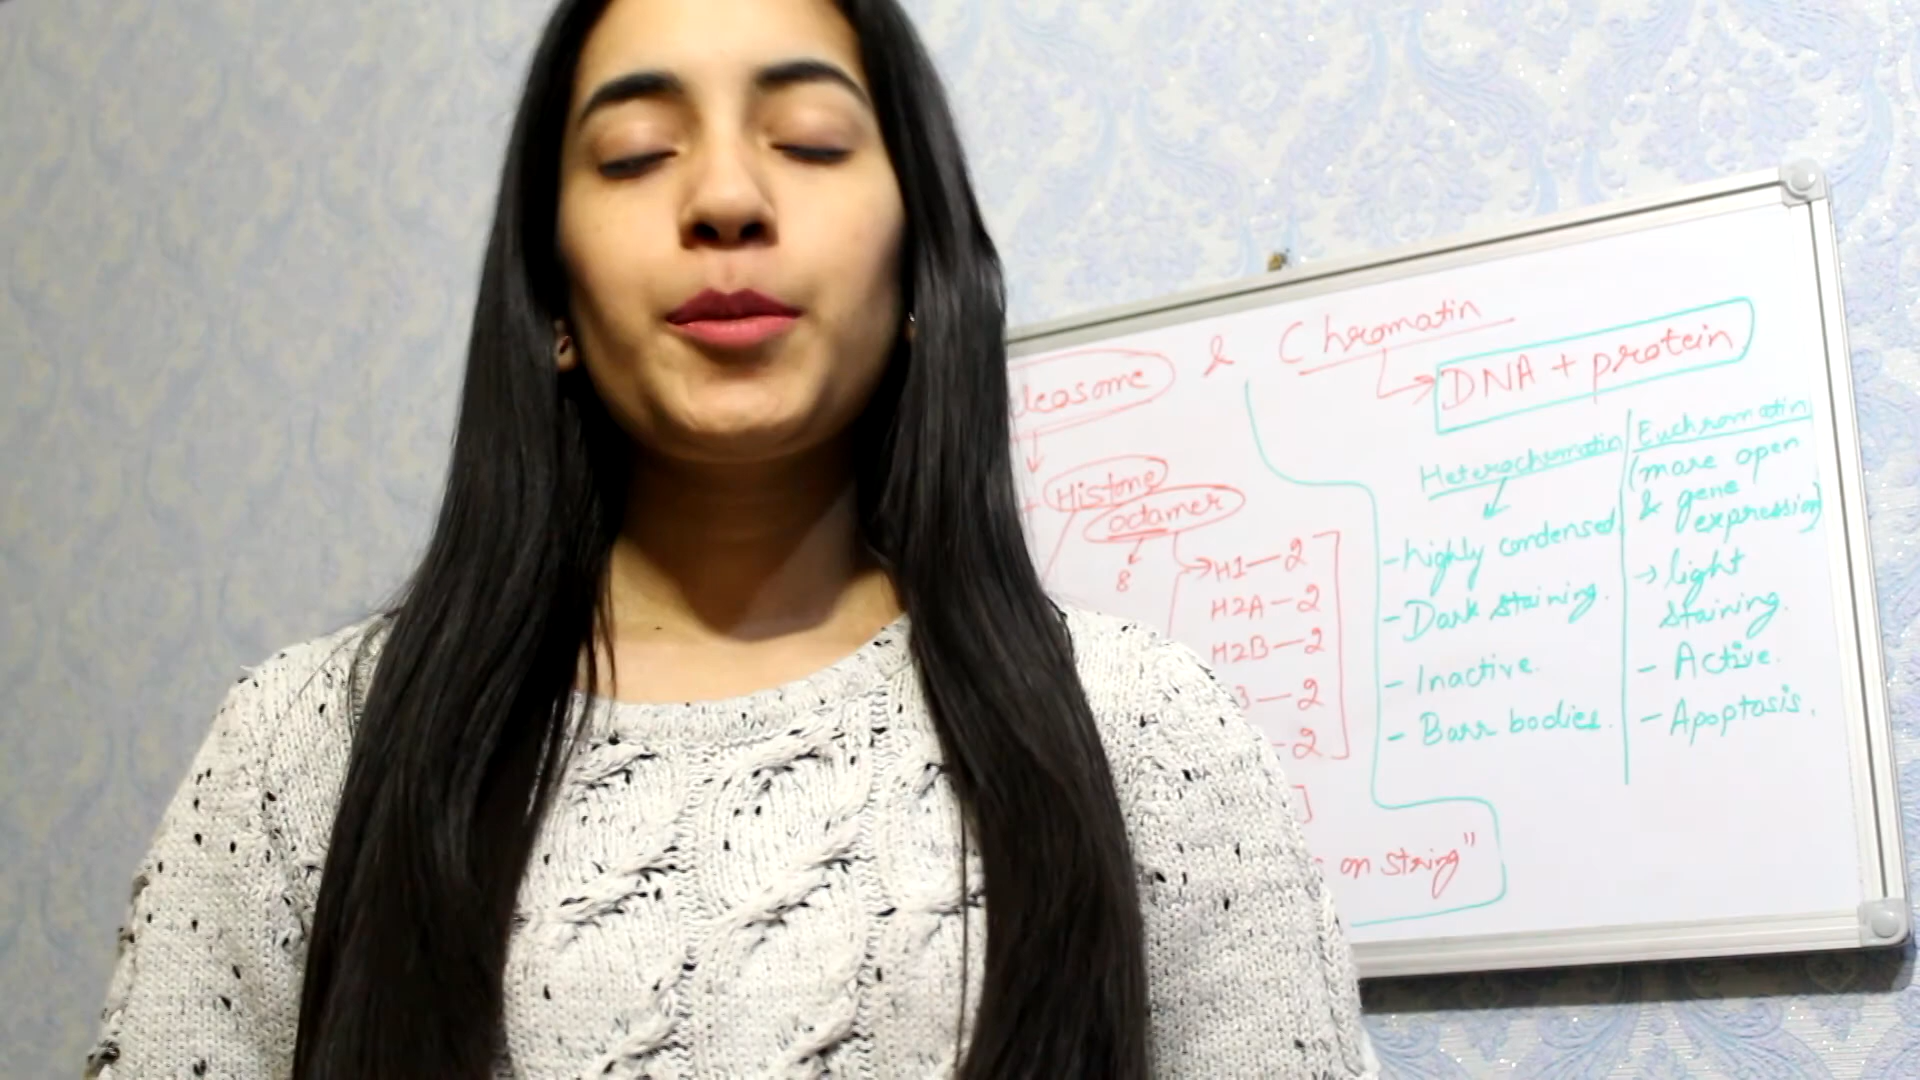 & Chromatin
DNA + protein
Histone
octamer
8
H1-2
H2A-2
H2B-2
3-2
-2
]
on string"
Heterochromatin
-highly condensed
-Dark staining.
-Inactive.
-Barr bodies.
Euchromatin
(more open
& gene
expression)
→ light
staining.
-Active.
-Apoptosis.